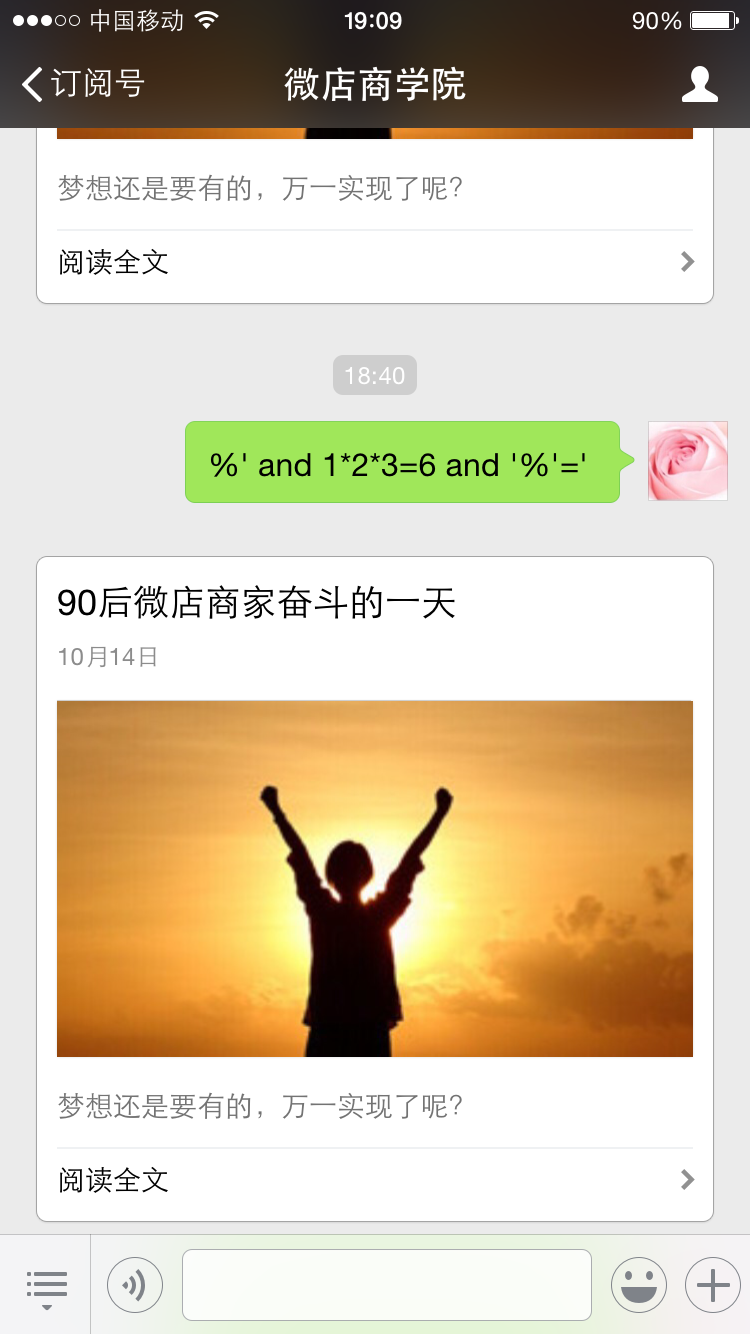 中国移动
19:09
90%
订阅号
微店商学院
梦想还是要有的，万一实现了呢？
阅读全文
18:40
%' and 1*2*3=6 and '%'='
90后微店商家奋斗的一天
10月14日
梦想还是要有的，万一实现了呢？
阅读全文